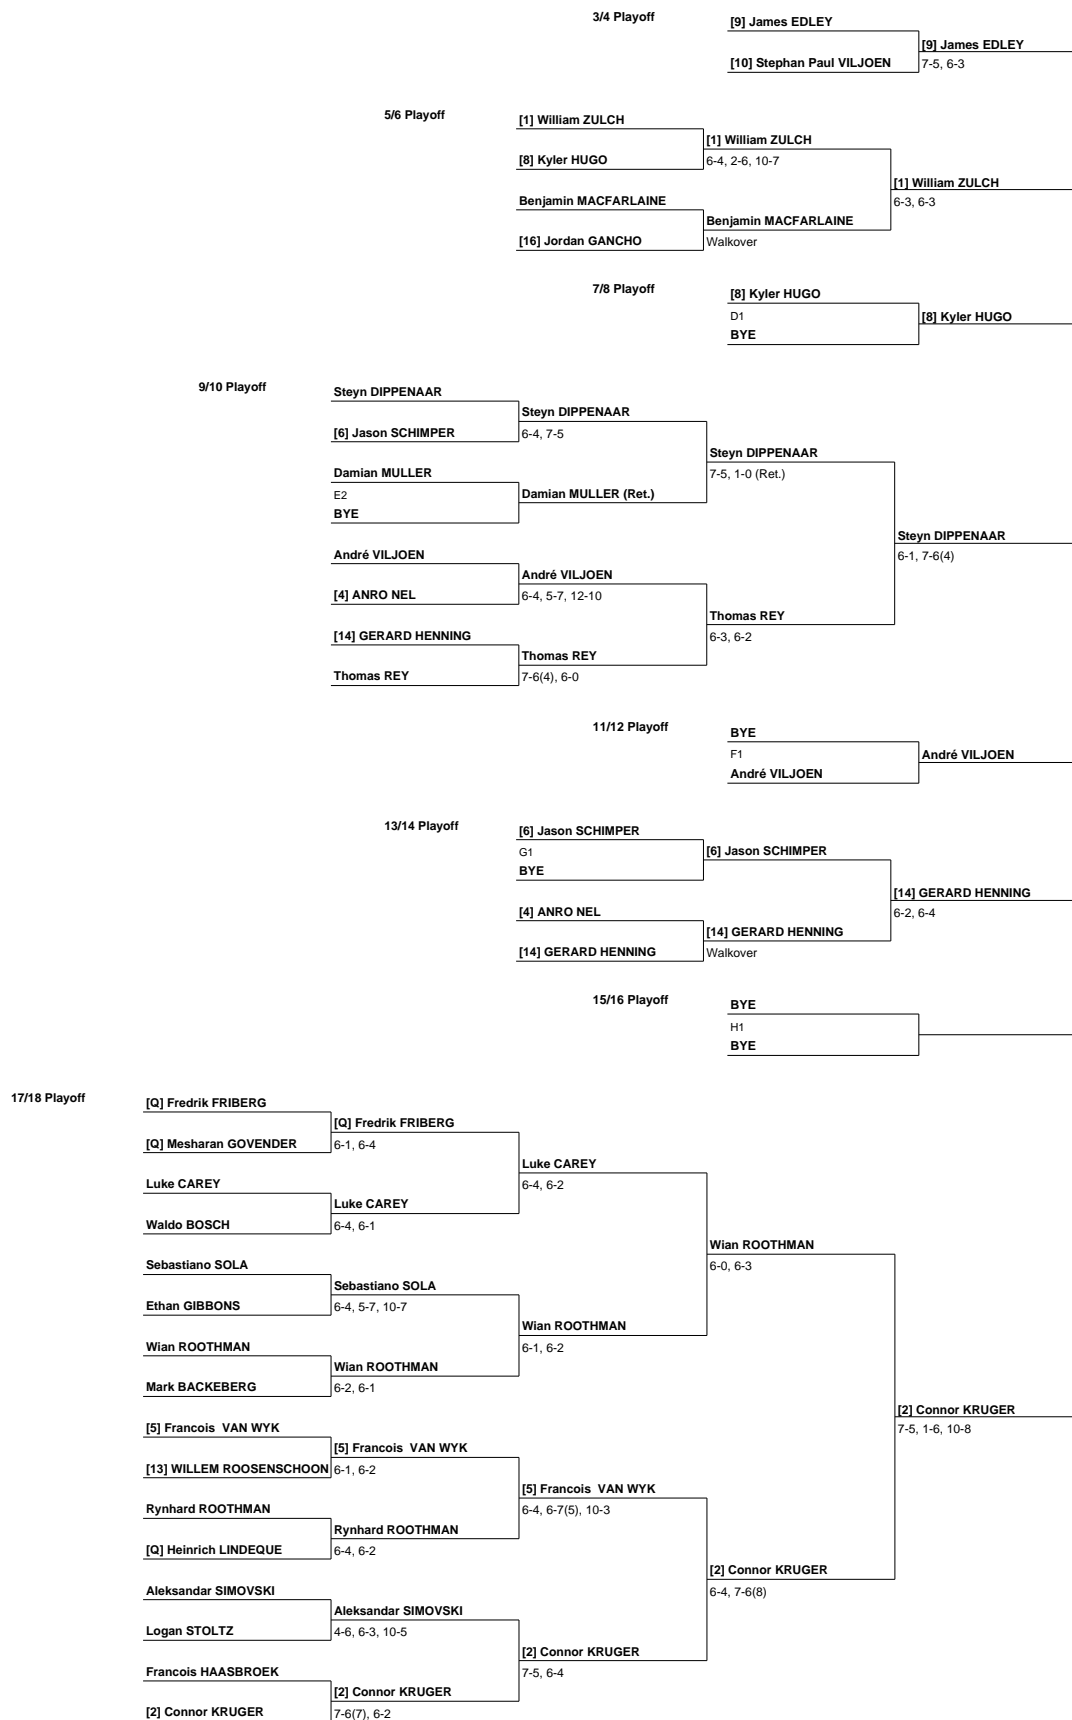 3/4 Playoff
[9] James EDLEY
[9] James EDLEY
[10] Stephan Paul VILJOEN
7-5, 6-3
5/6 Playoff
[1] William ZULCH
[1] William ZULCH
[8] Kyler HUGO
6-4, 2-6, 10-7
[1] William ZULCH
6-3, 6-3
Benjamin MACFARLAINE
Benjamin MACFARLAINE
[16] Jordan GANCHO
Walkover
7/8 Playoff
[8] Kyler HUGO
D1
[8] Kyler HUGO
BYE
9/10 Playoff
Steyn DIPPENAAR
Steyn DIPPENAAR
[6] Jason SCHIMPER
6-4, 7-5
Steyn DIPPENAAR
7-5, 1-0 (Ret.)
Damian MULLER
E2
Damian MULLER (Ret.)
BYE
Steyn DIPPENAAR
6-1, 7-6(4)
André VILJOEN
André VILJOEN
[4] ANRO NEL
6-4, 5-7, 12-10
Thomas REY
6-3, 6-2
[14] GERARD HENNING
Thomas REY
Thomas REY
7-6(4), 6-0
11/12 Playoff
BYE
F1
André VILJOEN
André VILJOEN
13/14 Playoff
[6] Jason SCHIMPER
G1
[6] Jason SCHIMPER
BYE
[14] GERARD HENNING
6-2, 6-4
[4] ANRO NEL
[14] GERARD HENNING
[14] GERARD HENNING
Walkover
15/16 Playoff
BYE
H1
BYE
17/18 Playoff
[Q] Fredrik FRIBERG
[Q] Fredrik FRIBERG
[Q] Mesharan GOVENDER
6-1, 6-4
Luke CAREY
6-4, 6-2
Luke CAREY
Luke CAREY
Waldo BOSCH
6-4, 6-1
Wian ROOTHMAN
6-0, 6-3
Sebastiano SOLA
Sebastiano SOLA
Ethan GIBBONS
6-4, 5-7, 10-7
Wian ROOTHMAN
6-1, 6-2
Wian ROOTHMAN
Wian ROOTHMAN
Mark BACKEBERG
6-2, 6-1
[2] Connor KRUGER
7-5, 1-6, 10-8
[5] Francois  VAN WYK
[5] Francois  VAN WYK
[13] WILLEM ROOSENSCHOON
6-1, 6-2
[5] Francois  VAN WYK
6-4, 6-7(5), 10-3
Rynhard ROOTHMAN
Rynhard ROOTHMAN
[Q] Heinrich LINDEQUE
6-4, 6-2
[2] Connor KRUGER
6-4, 7-6(8)
Aleksandar SIMOVSKI
Aleksandar SIMOVSKI
Logan STOLTZ
4-6, 6-3, 10-5
[2] Connor KRUGER
7-5, 6-4
Francois HAASBROEK
[2] Connor KRUGER
[2] Connor KRUGER
7-6(7), 6-2